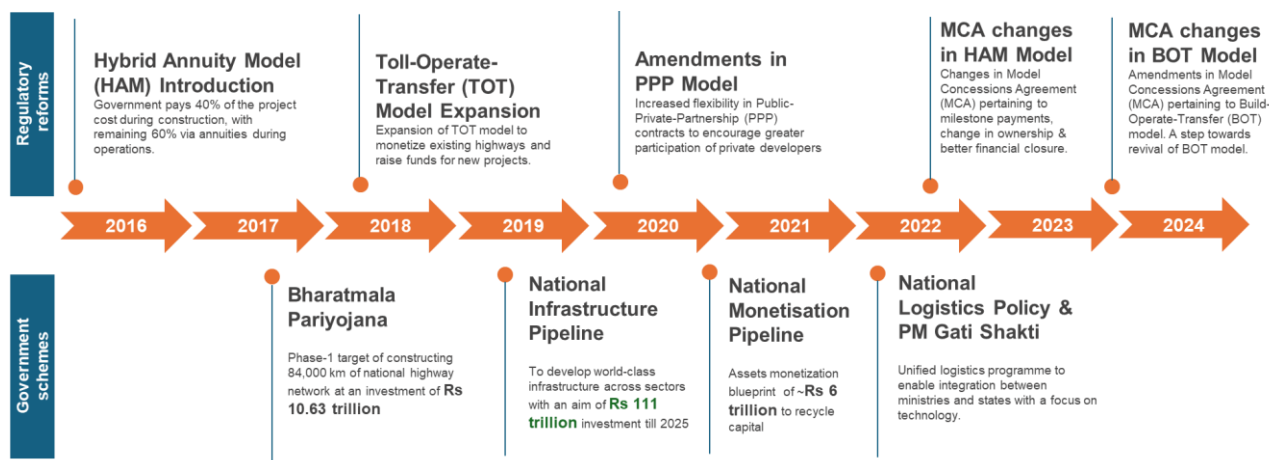 Regulatory
reforms
Hybrid Annuity Model
(HAM) Introduction
Government pays 40% of the project
cost during construction, with
remaining 60% via annuities during
operations.
Toll-Operate-
Transfer (TOT)
Model Expansion
Expansion of TOT model to
monetize existing highways and
raise funds for new projects.
Amendments in
PPP Model
Increased flexibility in Public-
Private-Partnership (PPP)
contracts to encourage greater
participation of private developers
MCA changes
in HAM Model
Changes in Model
Concessions Agreement
(MCA) pertaining to
milestone payments,
change in ownership &
better financial closure.
MCA changes
in BOT Model
Amendments in Model
Concessions Agreement
(MCA) pertaining to Build-
Operate-Transfer (BOT)
model. A step towards
revival of BOT model.
2016
2017
2018
2019
2020
2021
2022
2023
2024
Government
schemes
Bharatmala
Pariyojana
Phase-1 target of constructing
84,000 km of national highway
network at an investment of Rs
10.63 trillion
National
Infrastructure
Pipeline
To develop world-class
infrastructure across sectors
with an aim of Rs 111
trillion investment till 2025
National
Monetisation
Pipeline
Assets monetization
blueprint of ~Rs 6
trillion to recycle
capital
National
Logistics Policy &
PM Gati Shakti
Unified logistics programme to
enable integration between
ministries and states with a focus on
technology.